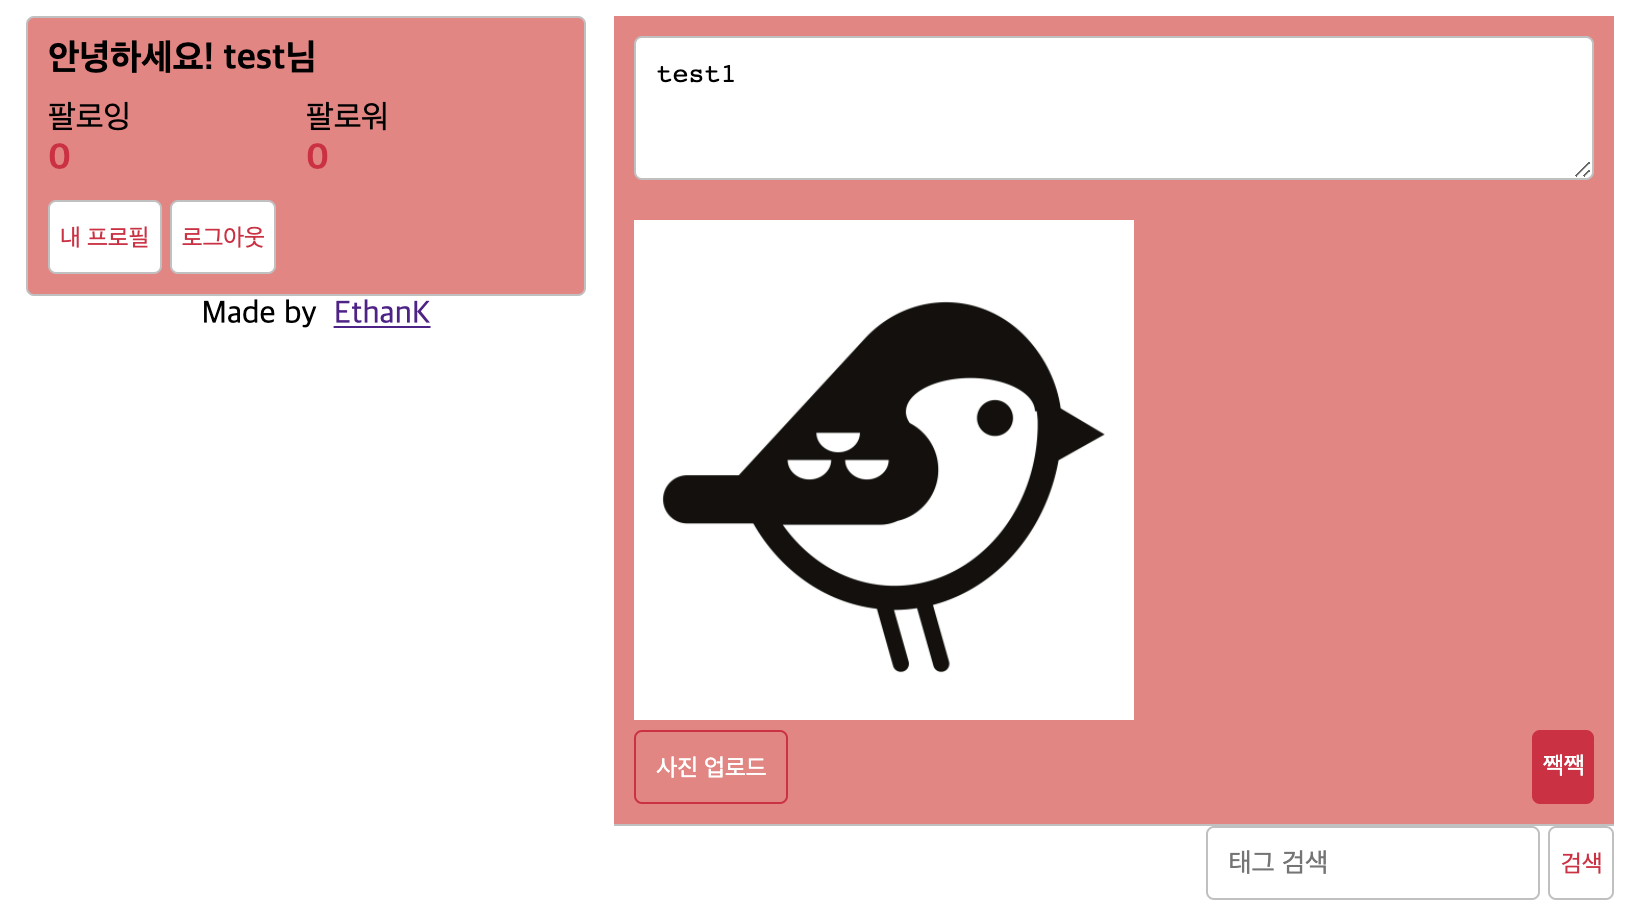 안녕하세요! test님
팔로잉 팔로워
0 0
내 프로필 로그아웃
Made by EthanK
test1
사진 업로드 짹짹
태그 검색 검색